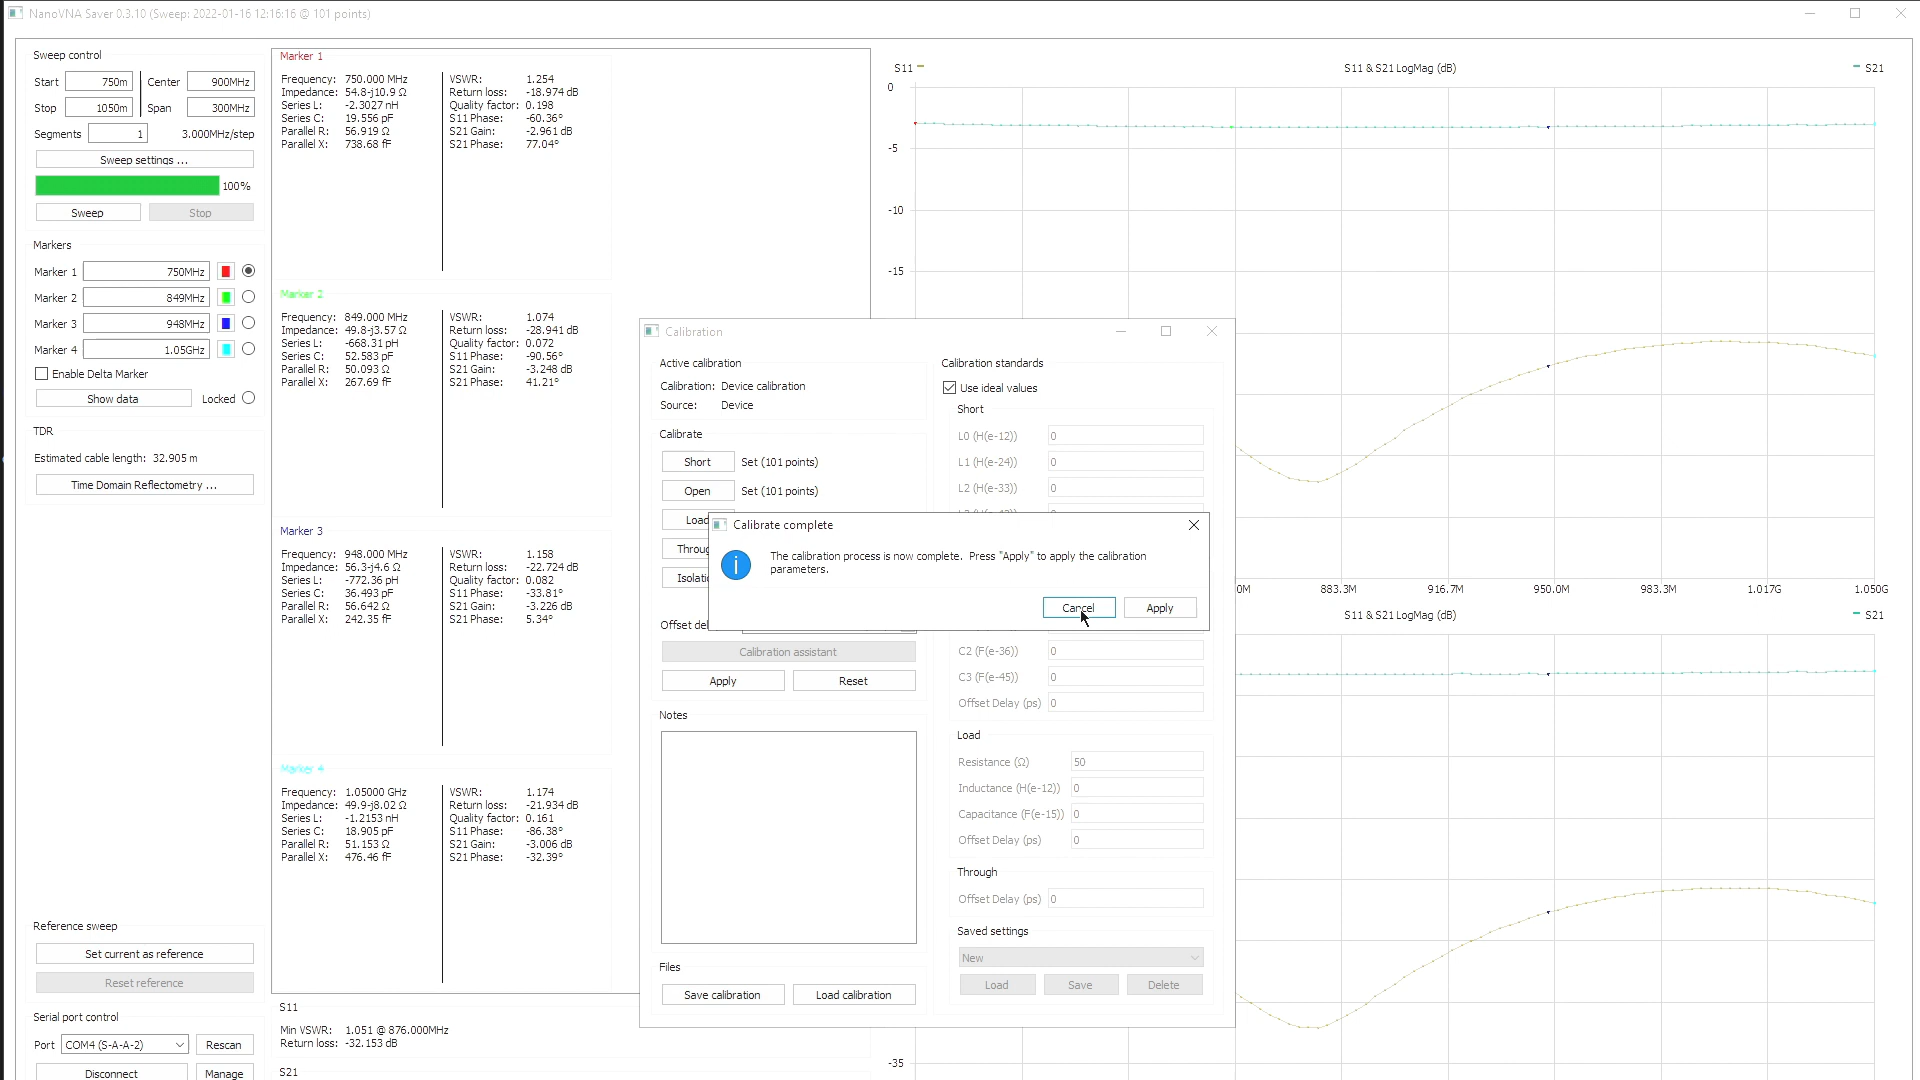 NanoVNA Saver 0.3.10 (Sweep: 2022-01-16 12:16:16 @ 101 points)
Sweep control
Start 750m Center 900MHz
Stop 1050m Span 300MHz
Segments 1 3.000MHz/step
Sweep settings ...
100%
Sweep Stop
Markers
Marker 1 750MHz
Marker 2 849MHz
Marker 3 948MHz
Marker 4 1.05GHz
Enable Delta Marker
Show data Locked
TDR
Estimated cable length: 32.905 m
Time Domain Reflectometry ...
Reference sweep
Set current as reference
Reset reference
Serial port control
Port COM4 (S-A-A-2) Rescan
Disconnect Manage
Marker 1
Frequency: 750.000 MHz VSWR: 1.254
Impedance: 54.8-j10.9 Ω Return loss: -18.974 dB
Series L: -2.3027 nH Quality factor: 0.198
Series C: 19.556 pF S11 Phase: -60.36°
Parallel R: 56.919 Ω S21 Gain: -2.961 dB
Parallel X: 738.68 fF S21 Phase: 77.04°
Marker 2
Frequency: 849.000 MHz VSWR: 1.074
Impedance: 49.8-j3.57 Ω Return loss: -28.941 dB
Series L: -668.31 pH Quality factor: 0.072
Series C: 52.583 pF S11 Phase: -90.56°
Parallel R: 50.093 Ω S21 Gain: -3.248 dB
Parallel X: 267.69 fF S21 Phase: 41.21°
Marker 3
Frequency: 948.000 MHz VSWR: 1.158
Impedance: 56.3-j4.6 Ω Return loss: -22.724 dB
Series L: -772.36 pH Quality factor: 0.082
Series C: 36.493 pF S11 Phase: -33.81°
Parallel R: 56.642 Ω S21 Gain: -3.226 dB
Parallel X: 242.35 fF S21 Phase: 5.34°
Marker 4
Frequency: 1.05000 GHz VSWR: 1.174
Impedance: 49.9-j8.02 Ω Return loss: -21.934 dB
Series L: -1.2153 nH Quality factor: 0.161
Series C: 18.905 pF S11 Phase: -86.38°
Parallel R: 51.153 Ω S21 Gain: -3.006 dB
Parallel X: 476.46 fF S21 Phase: -32.39°
S11
Min VSWR: 1.051 @ 876.000MHz
Return loss: -32.153 dB
S21
Calibration
Active calibration
Calibration: Device calibration
Source: Device
Calibrate
Short Set (101 points)
Open Set (101 points)
Load
Throug
Isolati
Offset del
Calibration assistant
Apply Reset
Notes
Files
Save calibration Load calibration
Calibration standards
Use ideal values
Short
L0 (H(e-12)) 0
L1 (H(e-24)) 0
L2 (H(e-33)) 0
C2 (F(e-36)) 0
C3 (F(e-45)) 0
Offset Delay (ps) 0
Load
Resistance (Ω) 50
Inductance (H(e-12)) 0
Capacitance (F(e-15)) 0
Offset Delay (ps) 0
Through
Offset Delay (ps) 0
Saved settings
New
Load Save Delete
Calibrate complete
The calibration process is now complete. Press "Apply" to apply the calibration
parameters.
Cancel Apply
S11 S11 & S21 LogMag (dB) S21
0
-5
-10
-15
0M 883.3M 916.7M 950.0M 983.3M 1.017G 1.050G
S11 & S21 LogMag (dB) S21
-35